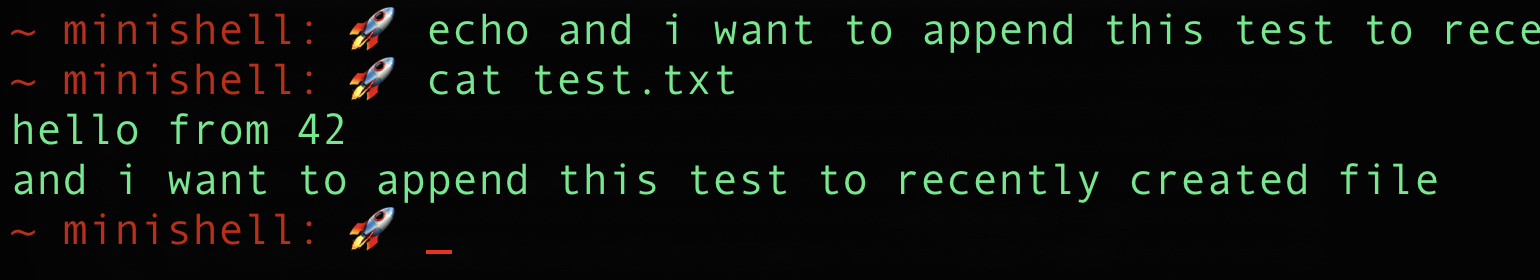 ~ minishell: 🚀 echo and i want to append this test to rece
~ minishell: 🚀 cat test.txt
hello from 42
and i want to append this test to recently created file
~ minishell: 🚀 _